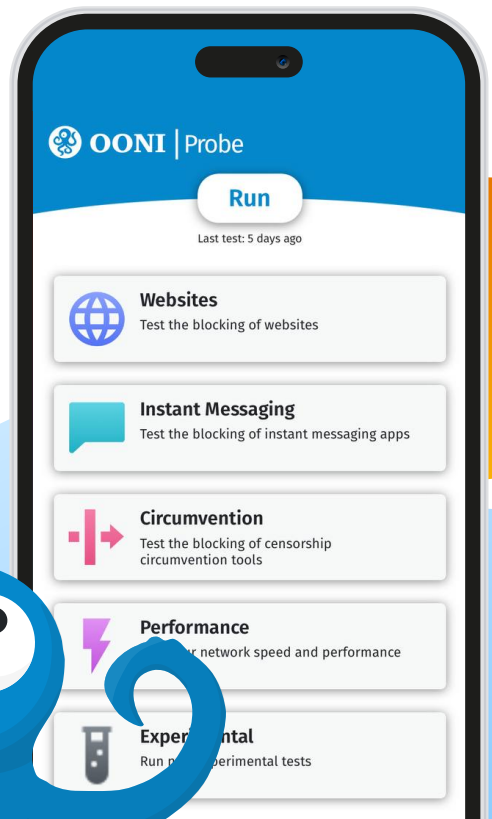 OONI | Probe
Run
Last test: 5 days ago
Websites
Test the blocking of websites
Instant Messaging
Test the blocking of instant messaging apps
Circumvention
Test the blocking of censorship
circumvention tools
Performance
network speed and performance
Run experimental tests